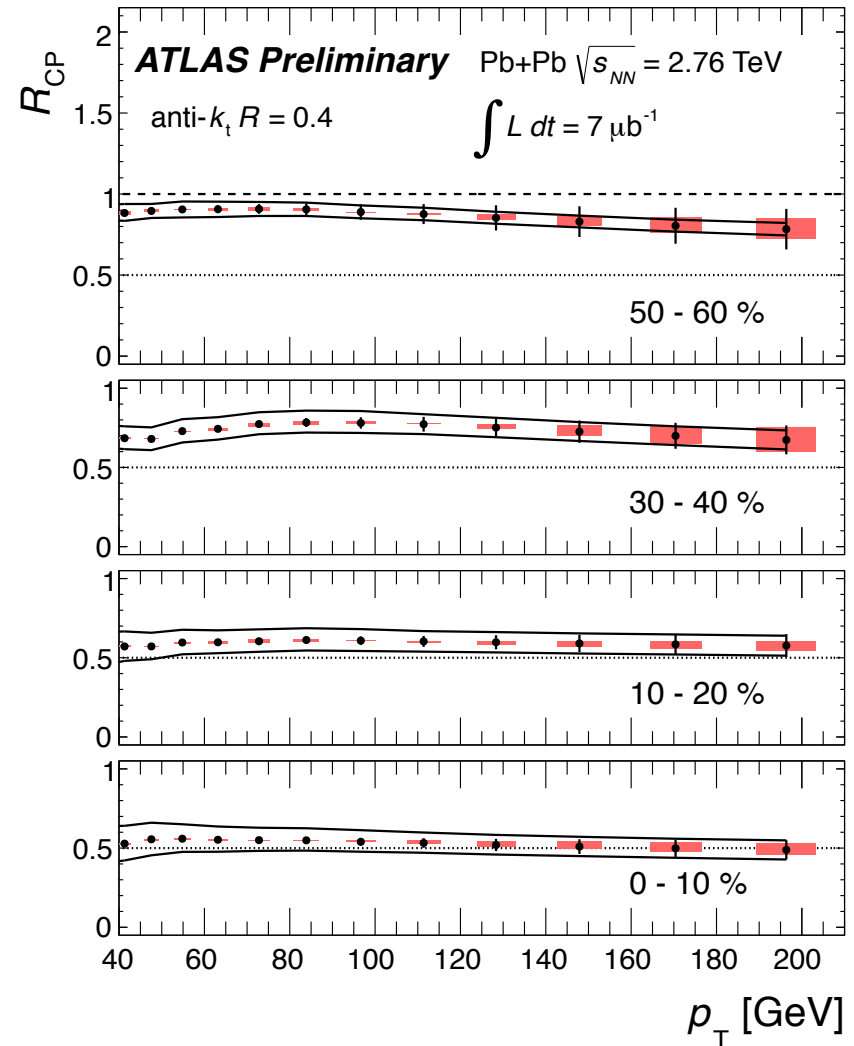 R_CP
2
ATLAS Preliminary Pb+Pb √s_NN = 2.76 TeV
1.5
anti-k_t R = 0.4 ∫ L dt = 7 μb⁻¹
1
0.5
50 - 60 %
0
1
0.5
30 - 40 %
0
1
0.5
10 - 20 %
0
1
0.5
0 - 10 %
0
40 60 80 100 120 140 160 180 200
p_T [GeV]